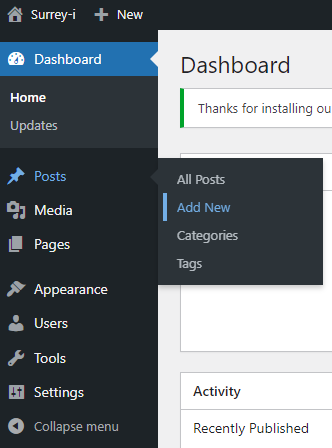 Surrey-i New
Dashboard
Home
Updates
Posts
Media
Pages
Appearance
Users
Tools
Settings
Collapse menu
Dashboard
Thanks for installing ou
All Posts
Add New
Categories
Tags
Activity
Recently Published